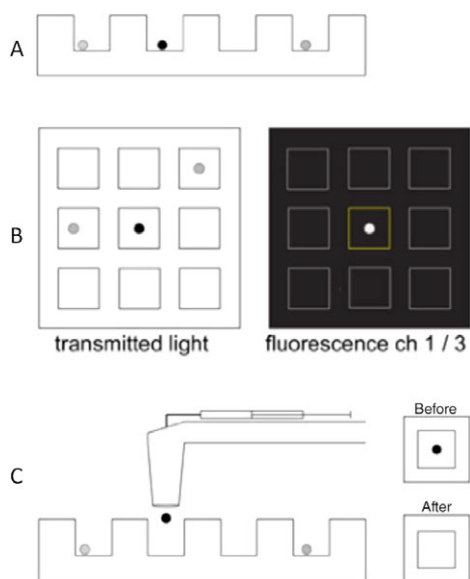 A
B
transmitted light
fluorescence ch 1 / 3
C
Before
After